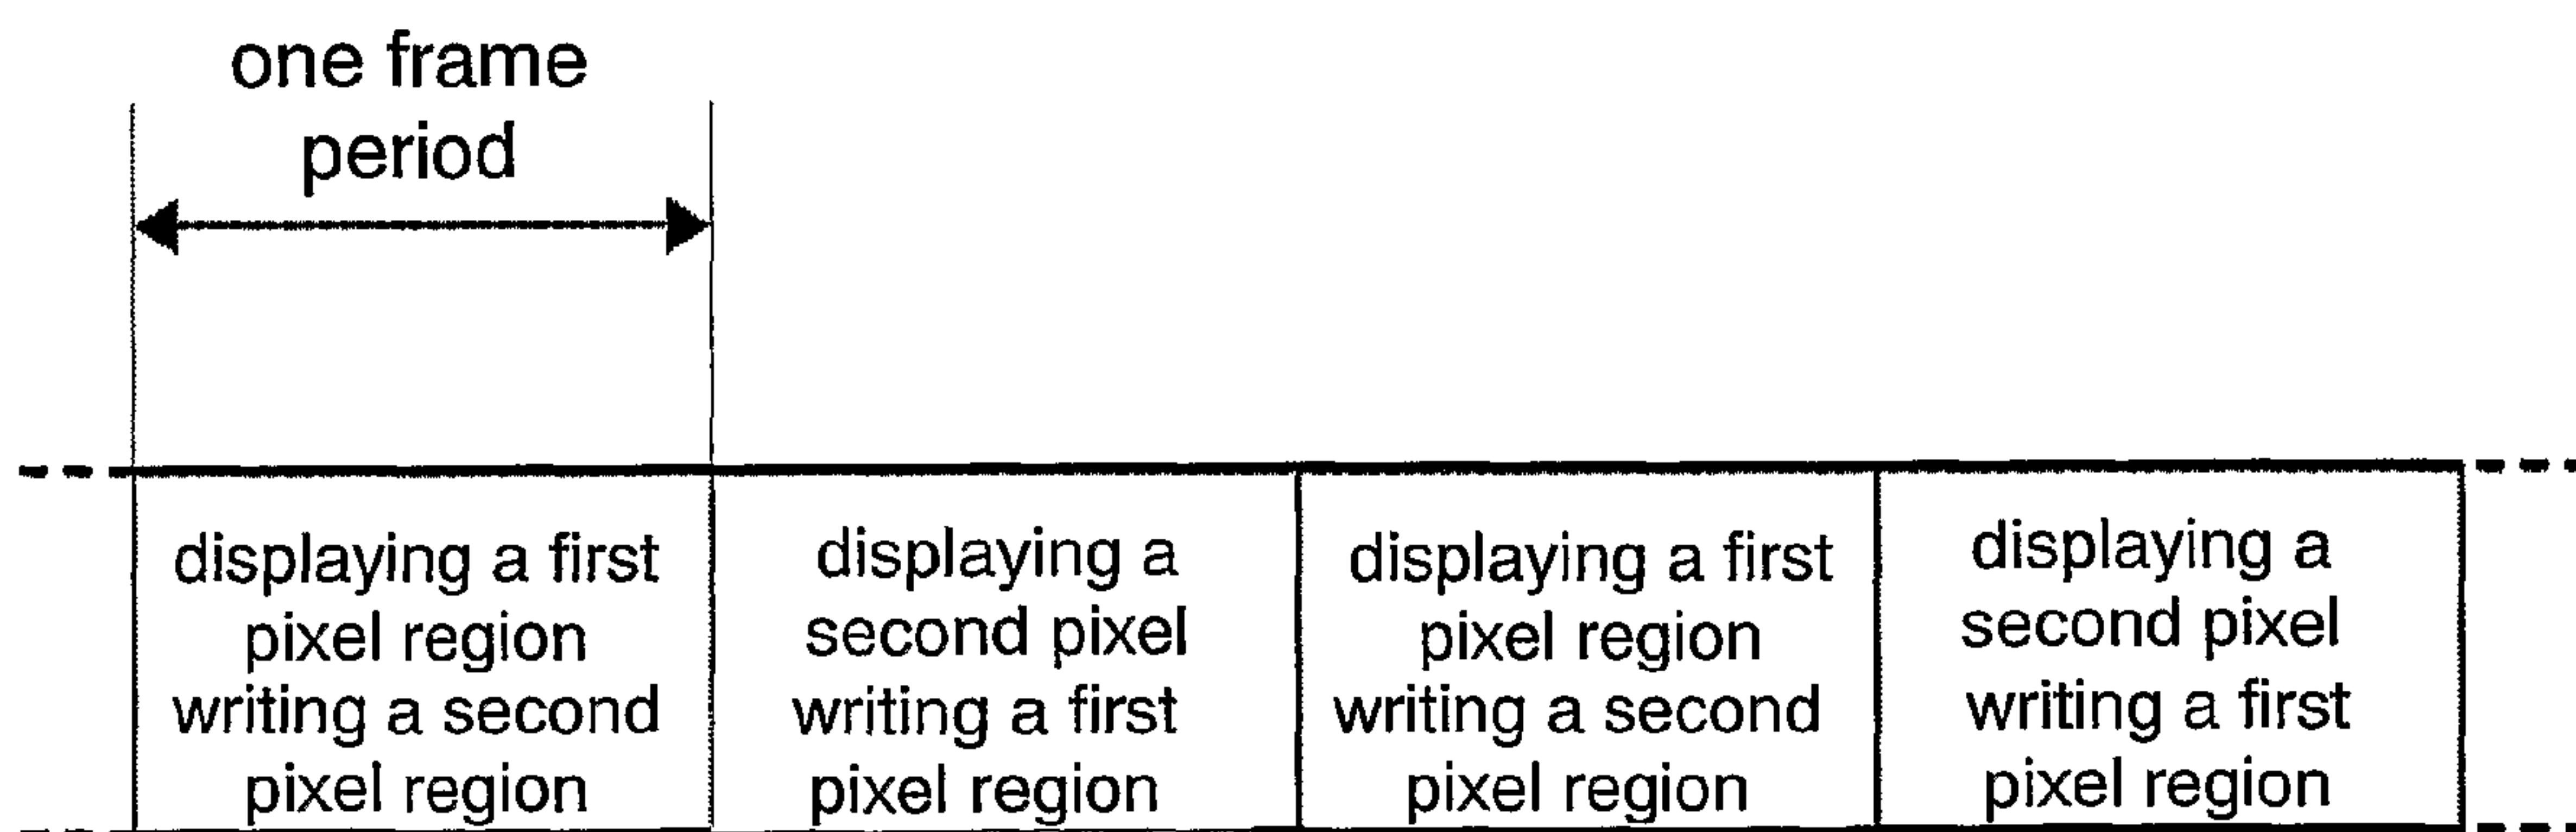 one frame
period
displaying a first
pixel region
writing a second
pixel region
displaying a
second pixel
writing a first
pixel region
displaying a first
pixel region
writing a second
pixel region
displaying a
second pixel
writing a first
pixel region